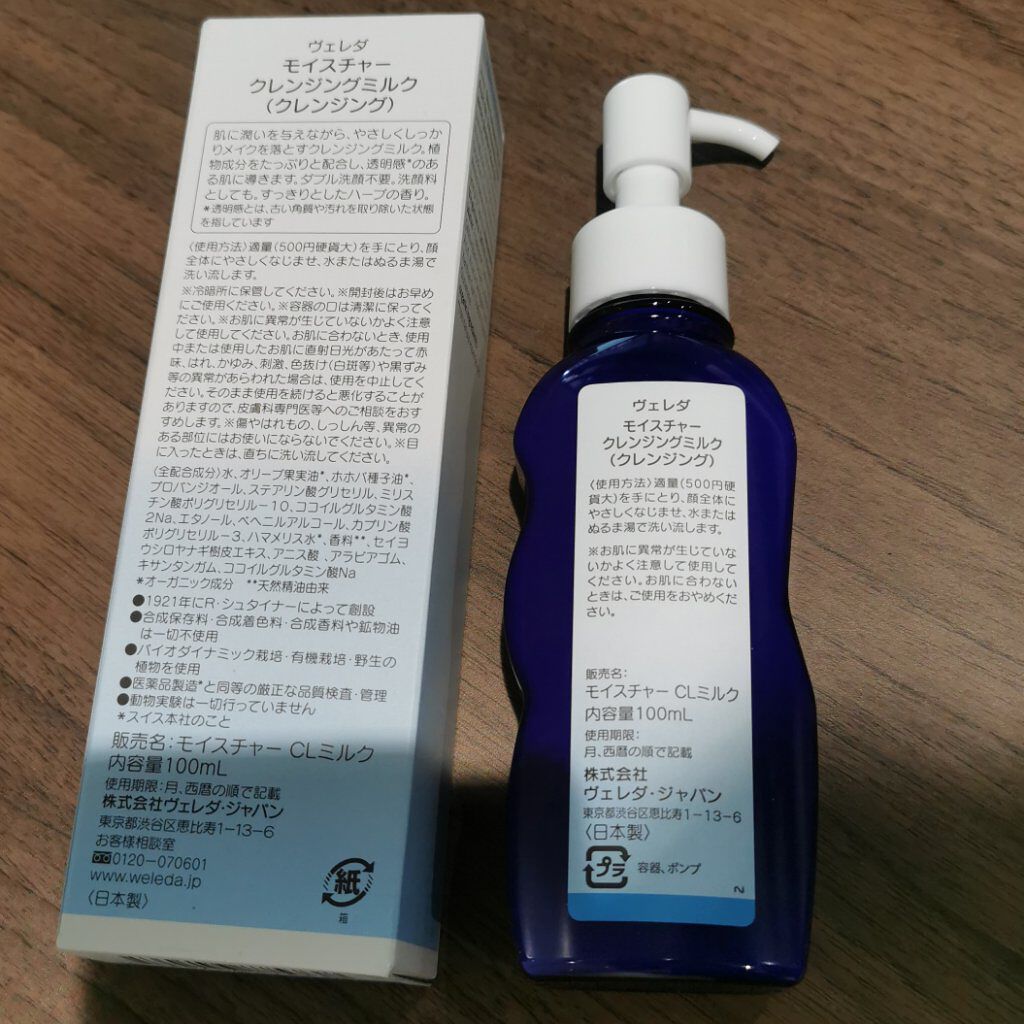 ヴェレダ
モイスチャー
クレンジングミルク
(クレンジング)
肌に潤いを与えながら、やさしくしっか
りメイクを落とすクレンジングミルク。植
物成分をたっぷりと配合し、透明感*のあ
る肌に導きます。ダブル洗顔不要。洗顔料
としても。すっきりとしたハーブの香り。
*透明感とは、古い角質や汚れを取り除いた状態
を指しています
〈使用方法〉適量(500円硬貨大)を手にとり、顔
全体にやさしくなじませ、水またはぬるま湯で
洗い流します。
※冷暗所に保管してください。※開封後はお早め
にご使用ください。※容器の口は清潔に保ってく
ださい。※お肌に異常が生じていないかよく注意
して使用してください。お肌に合わないとき、使用
中または使用したお肌に直射日光があたって赤
味、はれ、かゆみ、刺激、色抜け(白斑等)や黒ずみ
等の異常があらわれた場合は、使用を中止してく
ださい。そのまま使用を続けると悪化することが
ありますので、皮膚科専門医等へのご相談をおす
すめします。※傷やはれもの、しっしん等、異常の
ある部位にはお使いにならないでください。※目
に入ったときは、直ちに洗い流してください。
〈全配合成分〉水、オリーブ果実油*、ホホバ種子油*、
プロパンジオール、ステアリン酸グリセリル、ミリス
チン酸ポリグリセリル－10、ココイルグルタミン酸
2Na、エタノール、ベヘニルアルコール、カプリン酸
ポリグリセリル－3、ハマメリス水*、香料**、セイヨ
ウシロヤナギ樹皮エキス、アニス酸 、アラビアゴム、
キサンタンガム、ココイルグルタミン酸Na
*オーガニック成分 **天然精油由来
●1921年にR・シュタイナーによって創設
●合成保存料・合成着色料・合成香料や鉱物油
は一切不使用
●バイオダイナミック栽培・有機栽培・野生の
植物を使用
●医薬品製造*と同等の厳正な品質検査・管理
●動物実験は一切行っていません
*スイス本社のこと
販売名：モイスチャー CLミルク
内容量100mL
使用期限：月、西暦の順で記載
株式会社ヴェレダ・ジャパン
東京都渋谷区恵比寿1－13－6
お客様相談室
0120－070601
www.weleda.jp
〈日本製〉
紙
箱
ヴェレダ
モイスチャー
クレンジングミルク
(クレンジング)
〈使用方法〉適量(500円硬
貨大)を手にとり、顔全体に
やさしくなじませ、水または
ぬるま湯で洗い流します。
※お肌に異常が生じていな
いかよく注意して使用して
ください。お肌に合わない
ときは、ご使用をおやめくだ
さい。
販売名：
モイスチャー CLミルク
内容量100mL
使用期限：
月、西暦の順で記載
株式会社
ヴェレダ・ジャパン
東京都渋谷区恵比寿1－13－6
〈日本製〉
プラ 容器、ポンプ
2